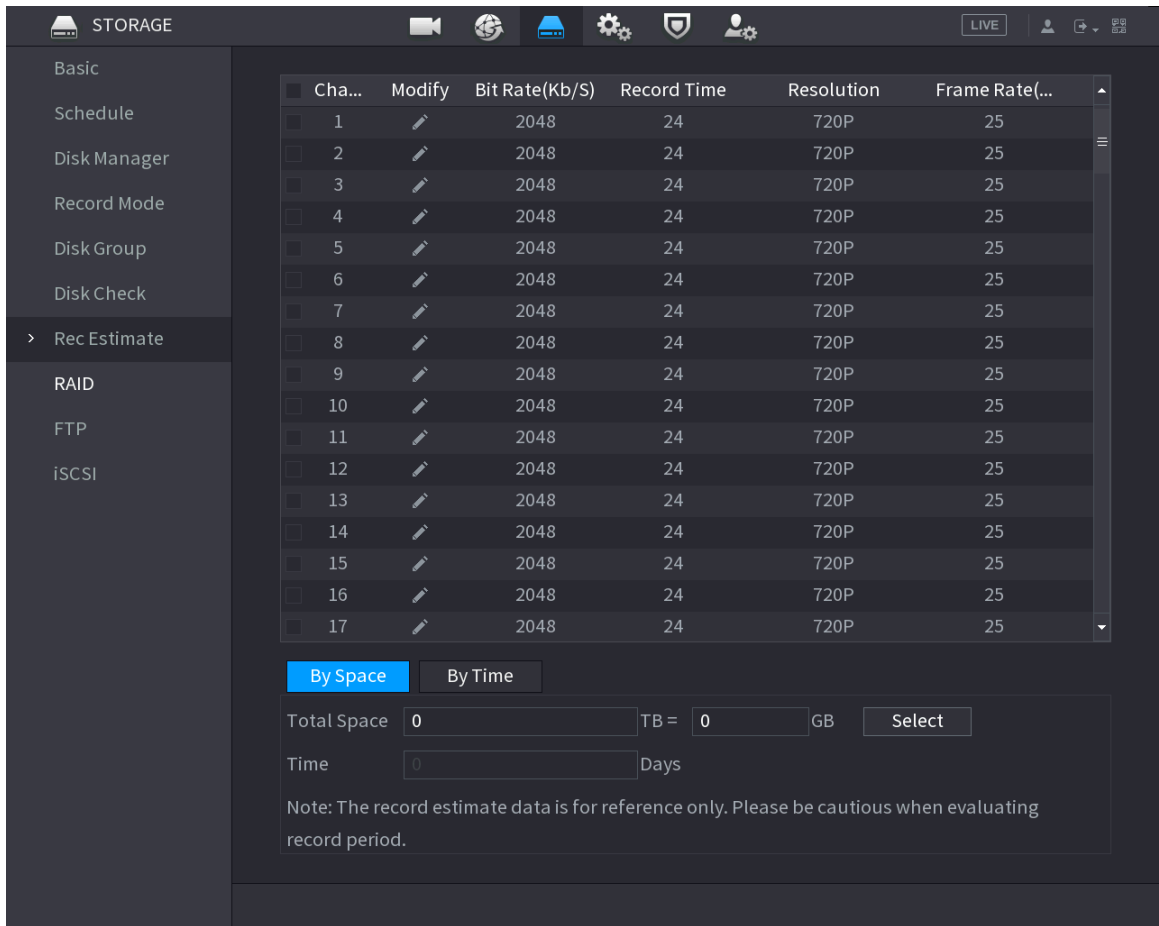 STORAGE
LIVE
Basic
Schedule
Disk Manager
Record Mode
Disk Group
Disk Check
Rec Estimate
RAID
FTP
iSCSI
Cha... Modify Bit Rate(Kb/S) Record Time Resolution Frame Rate(...
1 2048 24 720P 25
2 2048 24 720P 25
3 2048 24 720P 25
4 2048 24 720P 25
5 2048 24 720P 25
6 2048 24 720P 25
7 2048 24 720P 25
8 2048 24 720P 25
9 2048 24 720P 25
10 2048 24 720P 25
11 2048 24 720P 25
12 2048 24 720P 25
13 2048 24 720P 25
14 2048 24 720P 25
15 2048 24 720P 25
16 2048 24 720P 25
17 2048 24 720P 25
By Space By Time
Total Space 0 TB = 0 GB Select
Time 0 Days
Note: The record estimate data is for reference only. Please be cautious when evaluating
record period.